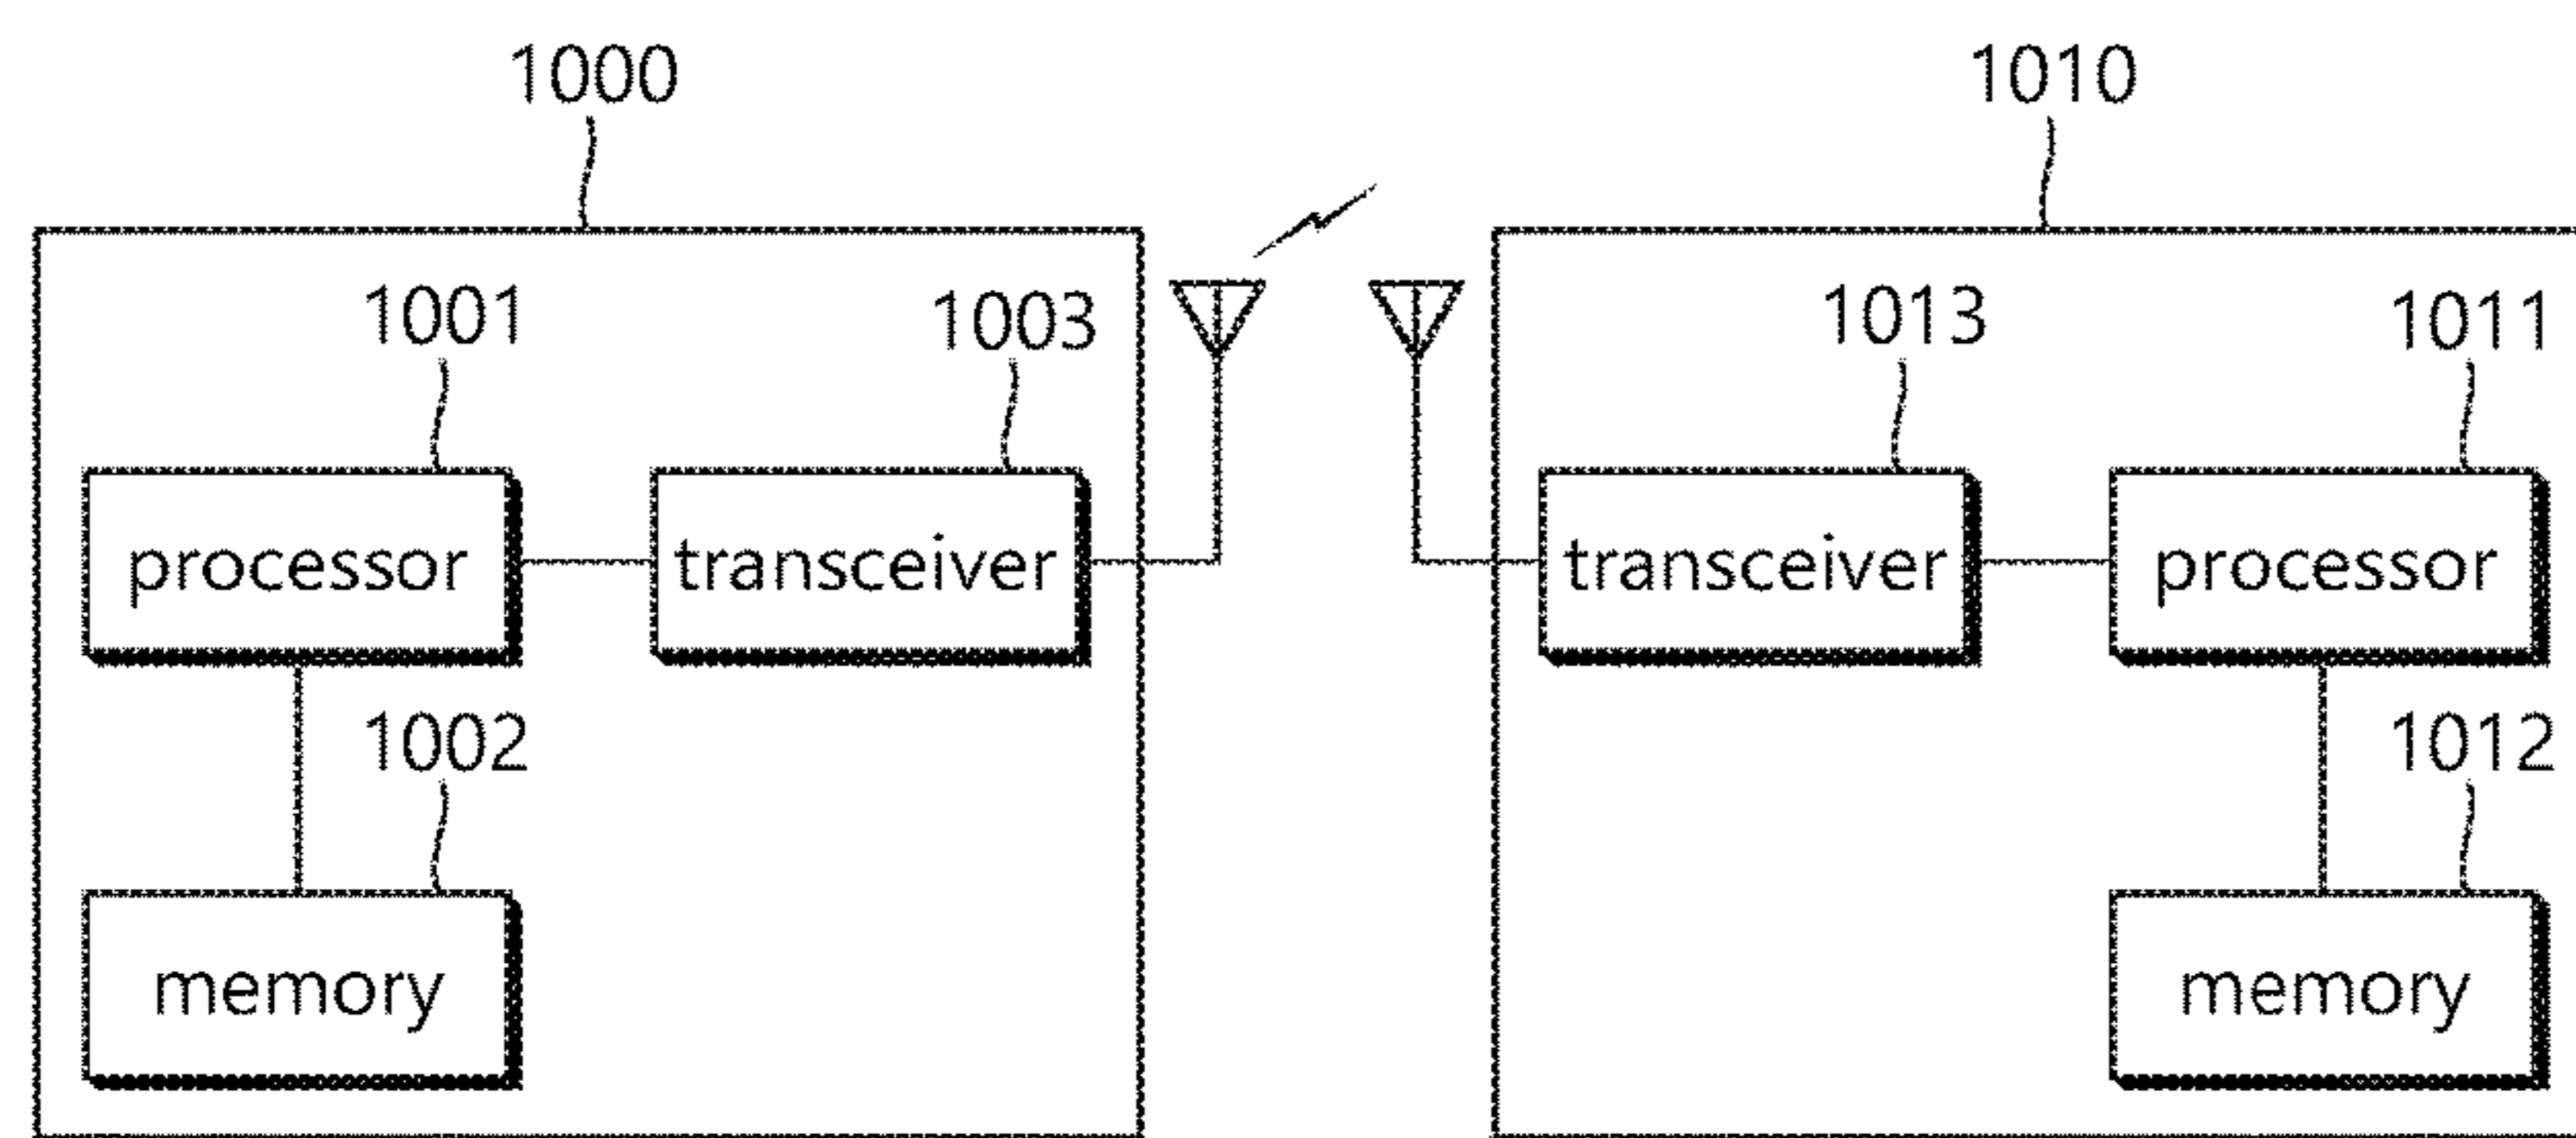 1000 1010
1001 1003 1013 1011
processor transceiver transceiver processor
1002 1012
memory memory